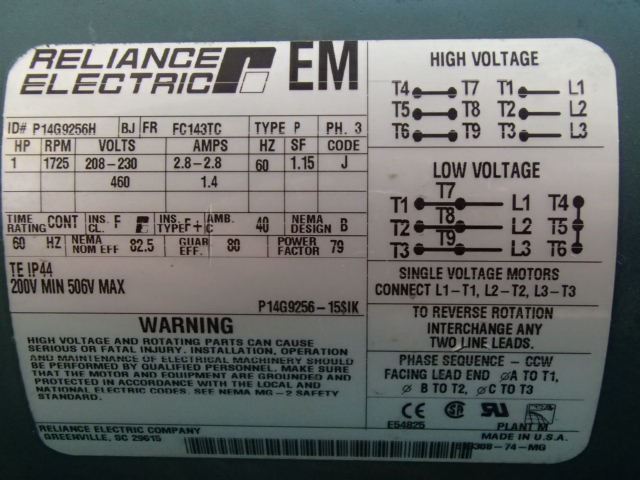 RELIANCE
ELECTRIC
EM
ID# P14G9256H BJ FR FC143TC TYPE P PH. 3
HP RPM VOLTS AMPS HZ SF CODE
1 1725 208-230 2.8-2.8 60 1.15 J
460 1.4
TIME RATING CONT INS. CL. F INS. TYPE F+ AMB. C 40 NEMA DESIGN B
60 HZ NEMA NOM EFF 82.5 GUAR EFF 80 POWER FACTOR 79
TE IP44
200V MIN 506V MAX
P14G9256-15$IK
WARNING
HIGH VOLTAGE AND ROTATING PARTS CAN CAUSE
SERIOUS OR FATAL INJURY. INSTALLATION, OPERATION
AND MAINTENANCE OF ELECTRICAL MACHINERY SHOULD
BE PERFORMED BY QUALIFIED PERSONNEL. MAKE SURE
THAT THE MOTOR AND EQUIPMENT ARE GROUNDED AND
PROTECTED IN ACCORDANCE WITH THE LOCAL AND
NATIONAL ELECTRIC CODES. SEE NEMA MG-2 SAFETY
STANDARD.
RELIANCE ELECTRIC COMPANY
GREENVILLE, SC 29615
HIGH VOLTAGE
T4 T7 T1 L1
T5 T8 T2 L2
T6 T9 T3 L3
LOW VOLTAGE
T7
T1 L1 T4
T8
T2 L2 T5
T9
T3 L3 T6
SINGLE VOLTAGE MOTORS
CONNECT L1-T1, L2-T2, L3-T3
TO REVERSE ROTATION
INTERCHANGE ANY
TWO LINE LEADS.
PHASE SEQUENCE - CCW
FACING LEAD END ØA TO T1,
Ø B TO T2, ØC TO T3
CE SA UR
E54825 PLANT M
MADE IN U.S.A.
-74-MG